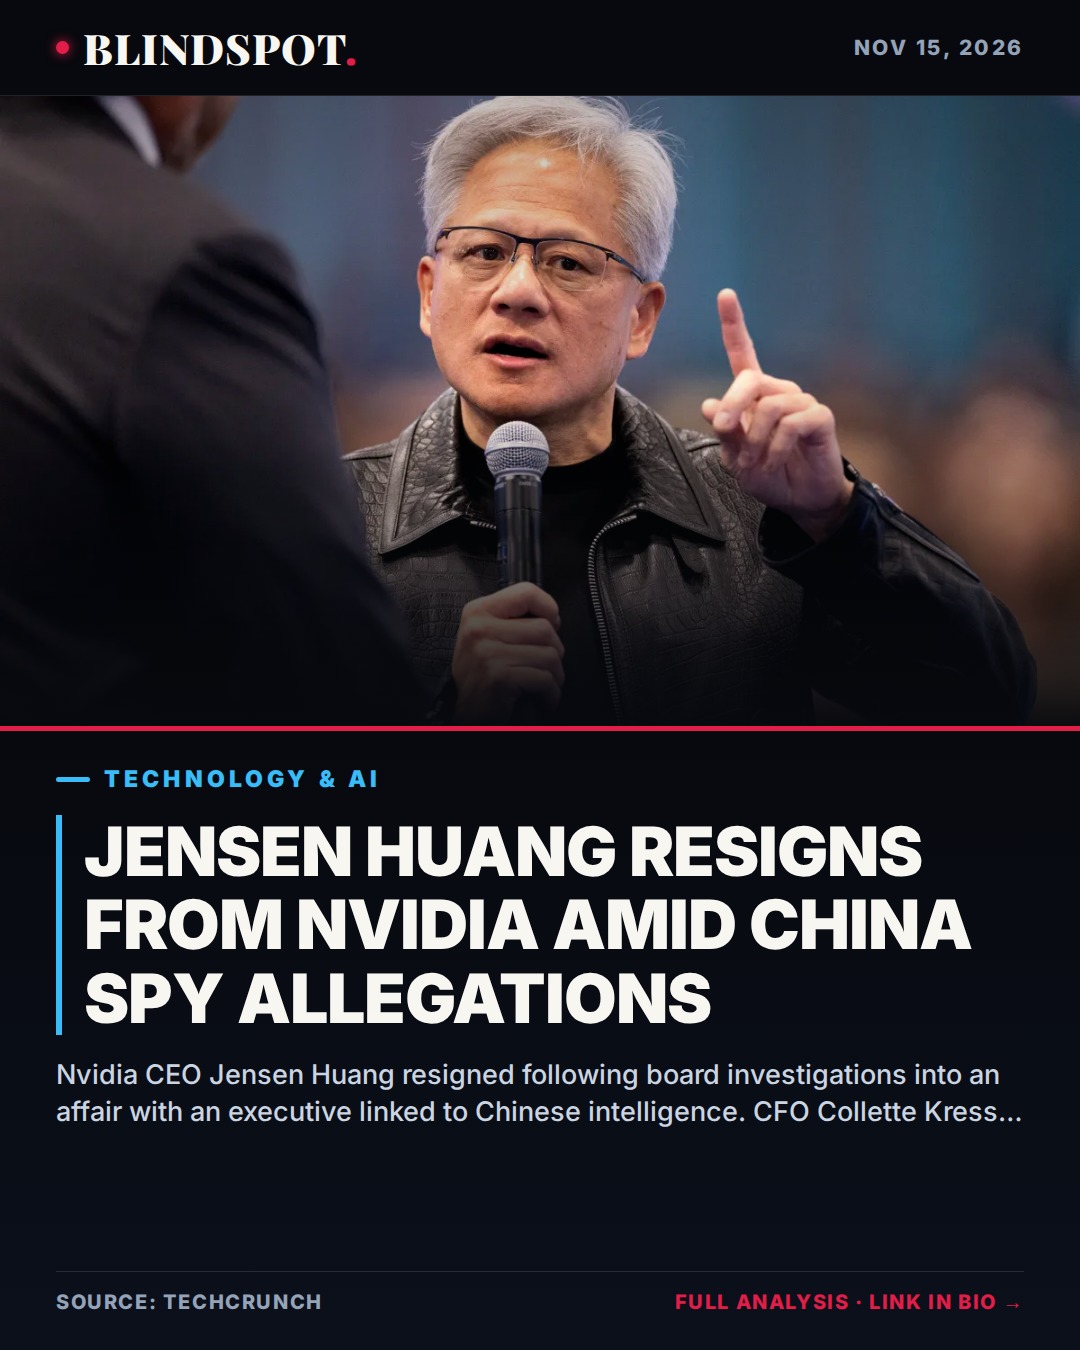 BLINDSPOT.
NOV 15, 2026
TECHNOLOGY & AI
JENSEN HUANG RESIGNS
FROM NVIDIA AMID CHINA
SPY ALLEGATIONS
Nvidia CEO Jensen Huang resigned following board investigations into an
affair with an executive linked to Chinese intelligence. CFO Collette Kress...
SOURCE: TECHCRUNCH
FULL ANALYSIS · LINK IN BIO →